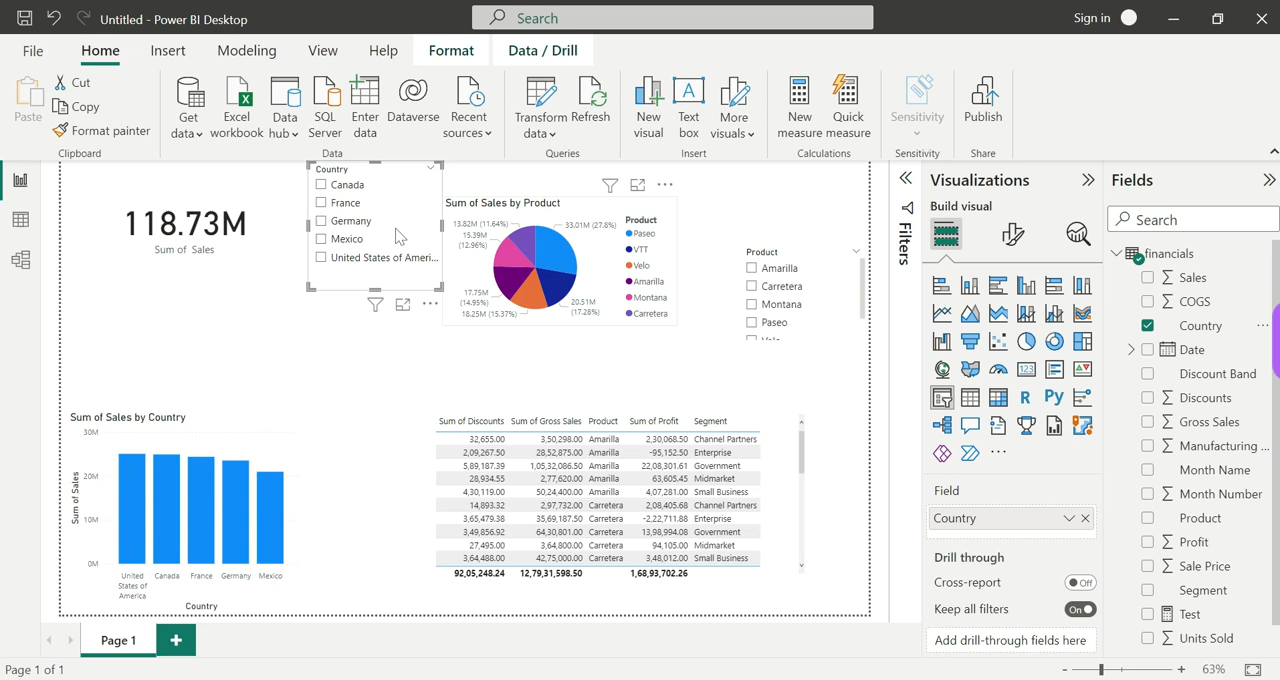 Untitled - Power BI Desktop
Search
Sign in
File
Home
Insert
Modeling
View
Help
Format
Data / Drill
Paste
Cut
Copy
Format painter
Clipboard
Get
data
Excel
workbook
Data
hub
SQL
Server
Enter
data
Dataverse
Recent
sources
Data
Transform
data
Refresh
Queries
New
visual
Text
box
More
visuals
Insert
New
measure
Quick
measure
Calculations
Sensitivity
Sensitivity
Publish
Share
118.73M
Sum of Sales
Country
Canada
France
Germany
Mexico
United States of Ameri...
Sum of Sales by Product
13.82M (11.64%)
15.39M
(12.96%)
17.75M
(14.95%)
18.25M (15.37%)
33.01M (27.8%)
20.51M
(17.28%)
Product
Paseo
VTT
Velo
Amarilla
Montana
Carretera
Product
Amarilla
Carretera
Montana
Paseo
Sum of Sales by Country
30M
20M
10M
0M
Sum of Sales
United
States of
America
Canada
France
Germany
Mexico
Country
Sum of Discounts Sum of Gross Sales Product Sum of Profit Segment
32,655.00 3,50,298.00 Amarilla 2,30,068.50 Channel Partners
2,09,267.50 28,52,875.00 Amarilla -95,152.50 Enterprise
5,89,187.39 1,05,32,086.50 Amarilla 22,08,301.61 Government
28,934.55 2,77,620.00 Amarilla 63,605.45 Midmarket
4,30,119.00 50,24,400.00 Amarilla 4,07,281.00 Small Business
14,893.32 2,97,732.00 Carretera 2,08,405.68 Channel Partners
3,65,479.38 35,69,187.50 Carretera -2,22,711.88 Enterprise
3,49,856.92 64,30,801.00 Carretera 13,98,994.08 Government
27,495.00 3,64,800.00 Carretera 94,105.00 Midmarket
3,64,488.00 42,75,000.00 Carretera 3,48,012.00 Small Business
92,05,248.24 12,79,31,598.50 1,68,93,702.26
Filters
Visualizations
Build visual
123
R
Py
Field
Country
Drill through
Cross-report
Off
Keep all filters
On
Add drill-through fields here
Fields
Search
financials
Sales
COGS
Country
Date
Discount Band
Discounts
Gross Sales
Manufacturing ...
Month Name
Month Number
Product
Profit
Sale Price
Segment
Test
Units Sold
Page 1
Page 1 of 1
63%